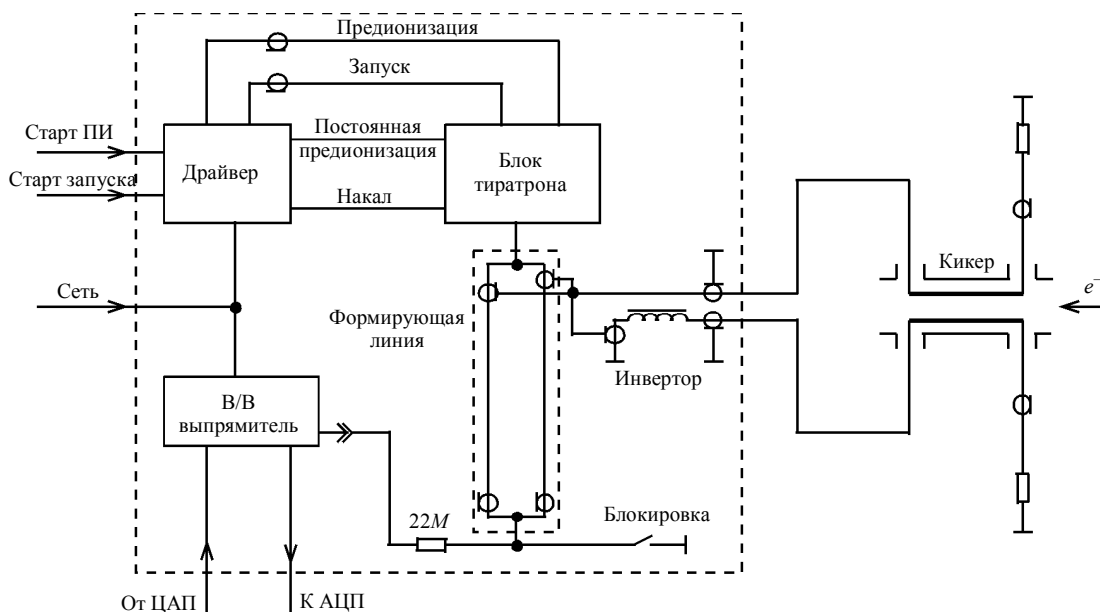 Предионизация
Запуск
Старт ПИ
Старт запуска
Драйвер
Постоянная
предионизация
Накал
Блок
тиратрона
Кикер
e−
Сеть
Формирующая
линия
Инвертор
В/В
выпрямитель
22М
Блокировка
От ЦАП
К АЦП